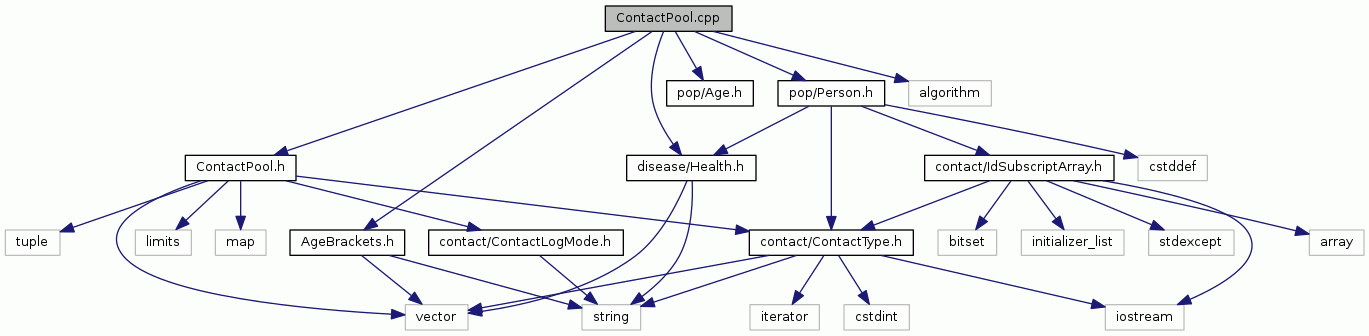 ContactPool.cpp
pop/Age.h
pop/Person.h
algorithm
ContactPool.h
disease/Health.h
contact/IdSubscriptArray.h
cstddef
tuple
limits
map
AgeBrackets.h
contact/ContactLogMode.h
contact/ContactType.h
bitset
initializer_list
stdexcept
array
vector
string
iterator
cstdint
iostream